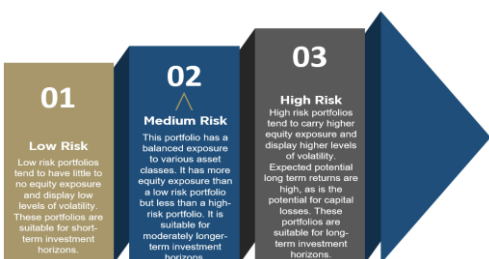 01
Low Risk
Low risk portfolios
tend to have little to
no equity exposure
and display low
levels of volatility.
These portfolios are
suitable for short-
term investment
horizons.
02
Medium Risk
This portfolio has a
balanced exposure
to various asset
classes. It has more
equity exposure than
a low risk portfolio
but less than a high-
risk portfolio. It is
suitable for
moderately longer-
term investment
horizons.
03
High Risk
High risk portfolios
tend to carry higher
equity exposure and
display higher levels
of volatility.
Expected potential
long term returns are
high, as is the
potential for capital
losses. These
portfolios are
suitable for long-
term investment
horizons.